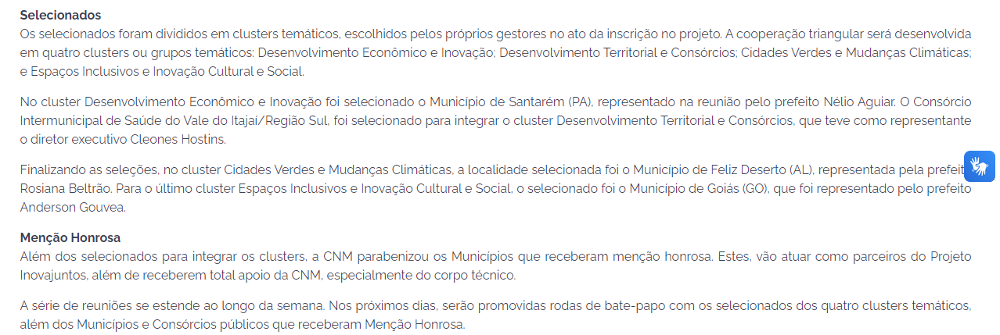 Selecionados
Os selecionados foram divididos em clusters temáticos, escolhidos pelos próprios gestores no ato da inscrição no projeto. A cooperação triangular será desenvolvida
em quatro clusters ou grupos temáticos: Desenvolvimento Econômico e Inovação; Desenvolvimento Territorial e Consórcios; Cidades Verdes e Mudanças Climáticas;
e Espaços Inclusivos e Inovação Cultural e Social.
No cluster Desenvolvimento Econômico e Inovação foi selecionado o Município de Santarém (PA), representado na reunião pelo prefeito Nélio Aguiar. O Consórcio
Intermunicipal de Saúde do Vale do Itajaí/Região Sul, foi selecionado para integrar o cluster Desenvolvimento Territorial e Consórcios, que teve como representante
o diretor executivo Cleones Hostins.
Finalizando as seleções, no cluster Cidades Verdes e Mudanças Climáticas, a localidade selecionada foi o Município de Feliz Deserto (AL), representada pela prefeit
Rosiana Beltrão. Para o último cluster Espaços Inclusivos e Inovação Cultural e Social, o selecionado foi o Município de Goiás (GO), que foi representado pelo prefeito
Anderson Gouvea.
Menção Honrosa
Além dos selecionados para integrar os clusters, a CNM parabenizou os Municípios que receberam menção honrosa. Estes, vão atuar como parceiros do Projeto
Inovajuntos, além de receberem total apoio da CNM, especialmente do corpo técnico.
A série de reuniões se estende ao longo da semana. Nos próximos dias, serão promovidas rodas de bate-papo com os selecionados dos quatro clusters temáticos,
além dos Municípios e Consórcios públicos que receberam Menção Honrosa.